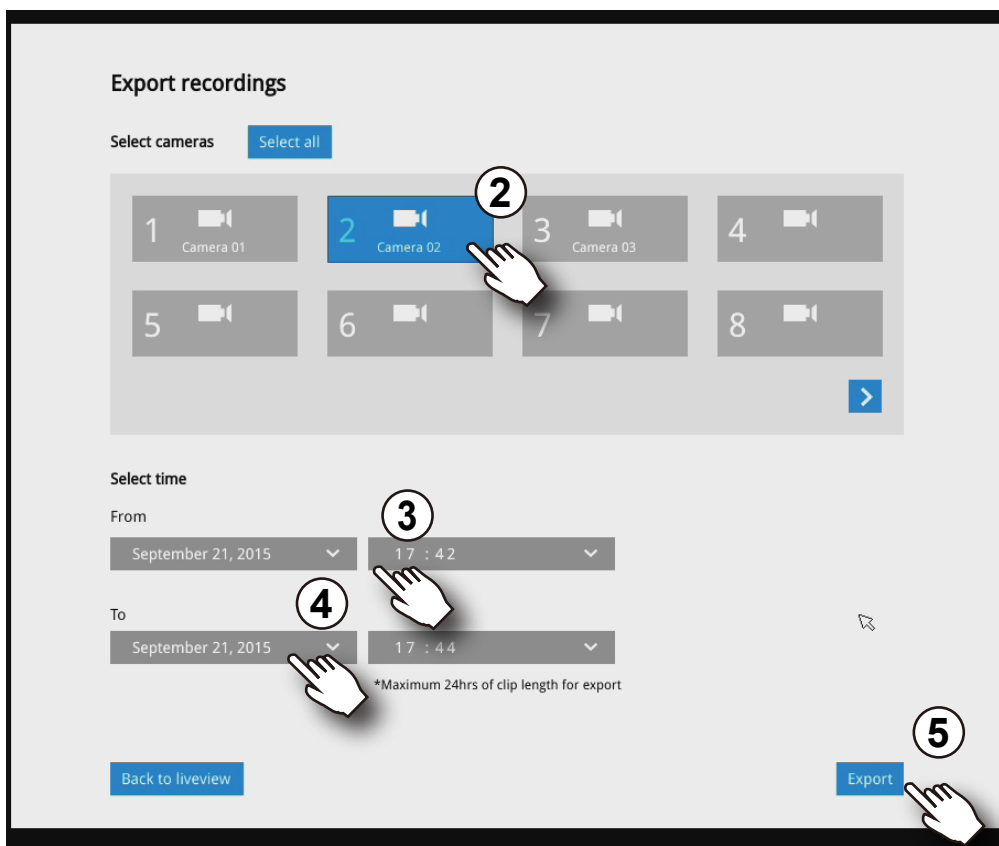 Export recordings
Select cameras Select all
2
1 Camera 01
2 Camera 02
3 Camera 03
4
5
6
7
8
Select time
From
3
September 21, 2015 17 : 42
4
To
September 21, 2015 17 : 44
*Maximum 24hrs of clip length for export
5
Back to liveview Export